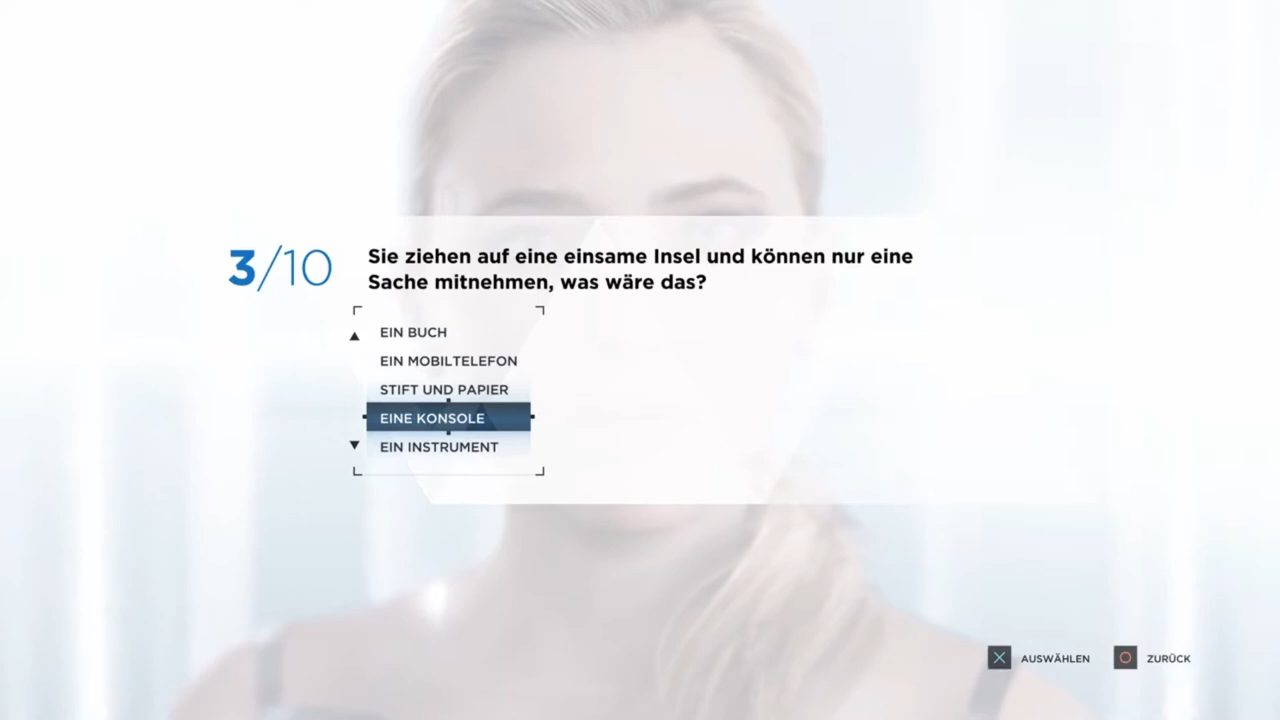 3/10
Sie ziehen auf eine einsame Insel und können nur eine
Sache mitnehmen, was wäre das?
EIN BUCH
EIN MOBILTELEFON
STIFT UND PAPIER
EINE KONSOLE
EIN INSTRUMENT
AUSWÄHLEN
ZURÜCK